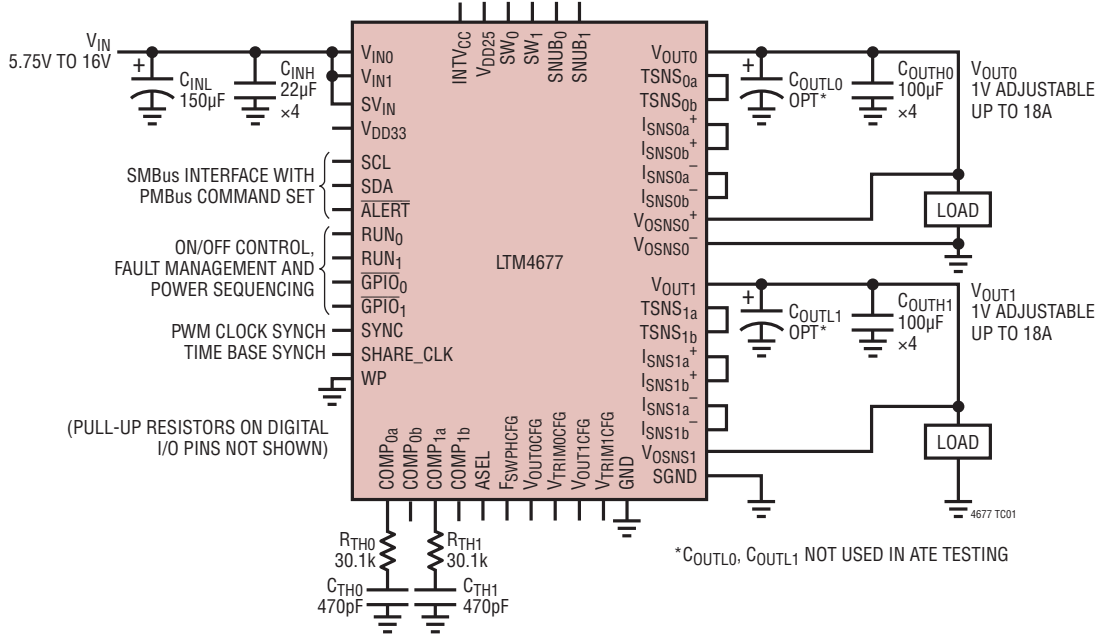 INTVCC
VDD25
SW0
SW1
SNUB0
SNUB1
VIN
5.75V TO 16V
+
CINL
150µF
CINH
22µF
×4
VIN0
VIN1
SVIN
VDD33
SMBus INTERFACE WITH
PMBus COMMAND SET
SCL
SDA
ALERT
ON/OFF CONTROL,
FAULT MANAGEMENT AND
POWER SEQUENCING
RUN0
RUN1
GPIO0
GPIO1
PWM CLOCK SYNCH
SYNC
TIME BASE SYNCH
SHARE_CLK
WP
(PULL-UP RESISTORS ON DIGITAL
I/O PINS NOT SHOWN)
LTM4677
VOUT0
TSNS0a
TSNS0b
ISNS0a+
ISNS0b+
ISNS0a–
ISNS0b–
VOSNS0+
VOSNS0–
+
COUTL0
OPT*
COUTH0
100µF
×4
VOUT0
1V ADJUSTABLE
UP TO 18A
LOAD
VOUT1
TSNS1a
TSNS1b
ISNS1a+
ISNS1b+
ISNS1a–
ISNS1b–
VOSNS1
SGND
+
COUTL1
OPT*
COUTH1
100µF
×4
VOUT1
1V ADJUSTABLE
UP TO 18A
LOAD
4677 TC01
COMP0a
COMP0b
COMP1a
COMP1b
ASEL
FSWPHCFG
VOUT0CFG
VTRIM0CFG
VOUT1CFG
VTRIM1CFG
GND
RTH0
30.1k
RTH1
30.1k
CTH0
470pF
CTH1
470pF
*COUTL0, COUTL1 NOT USED IN ATE TESTING